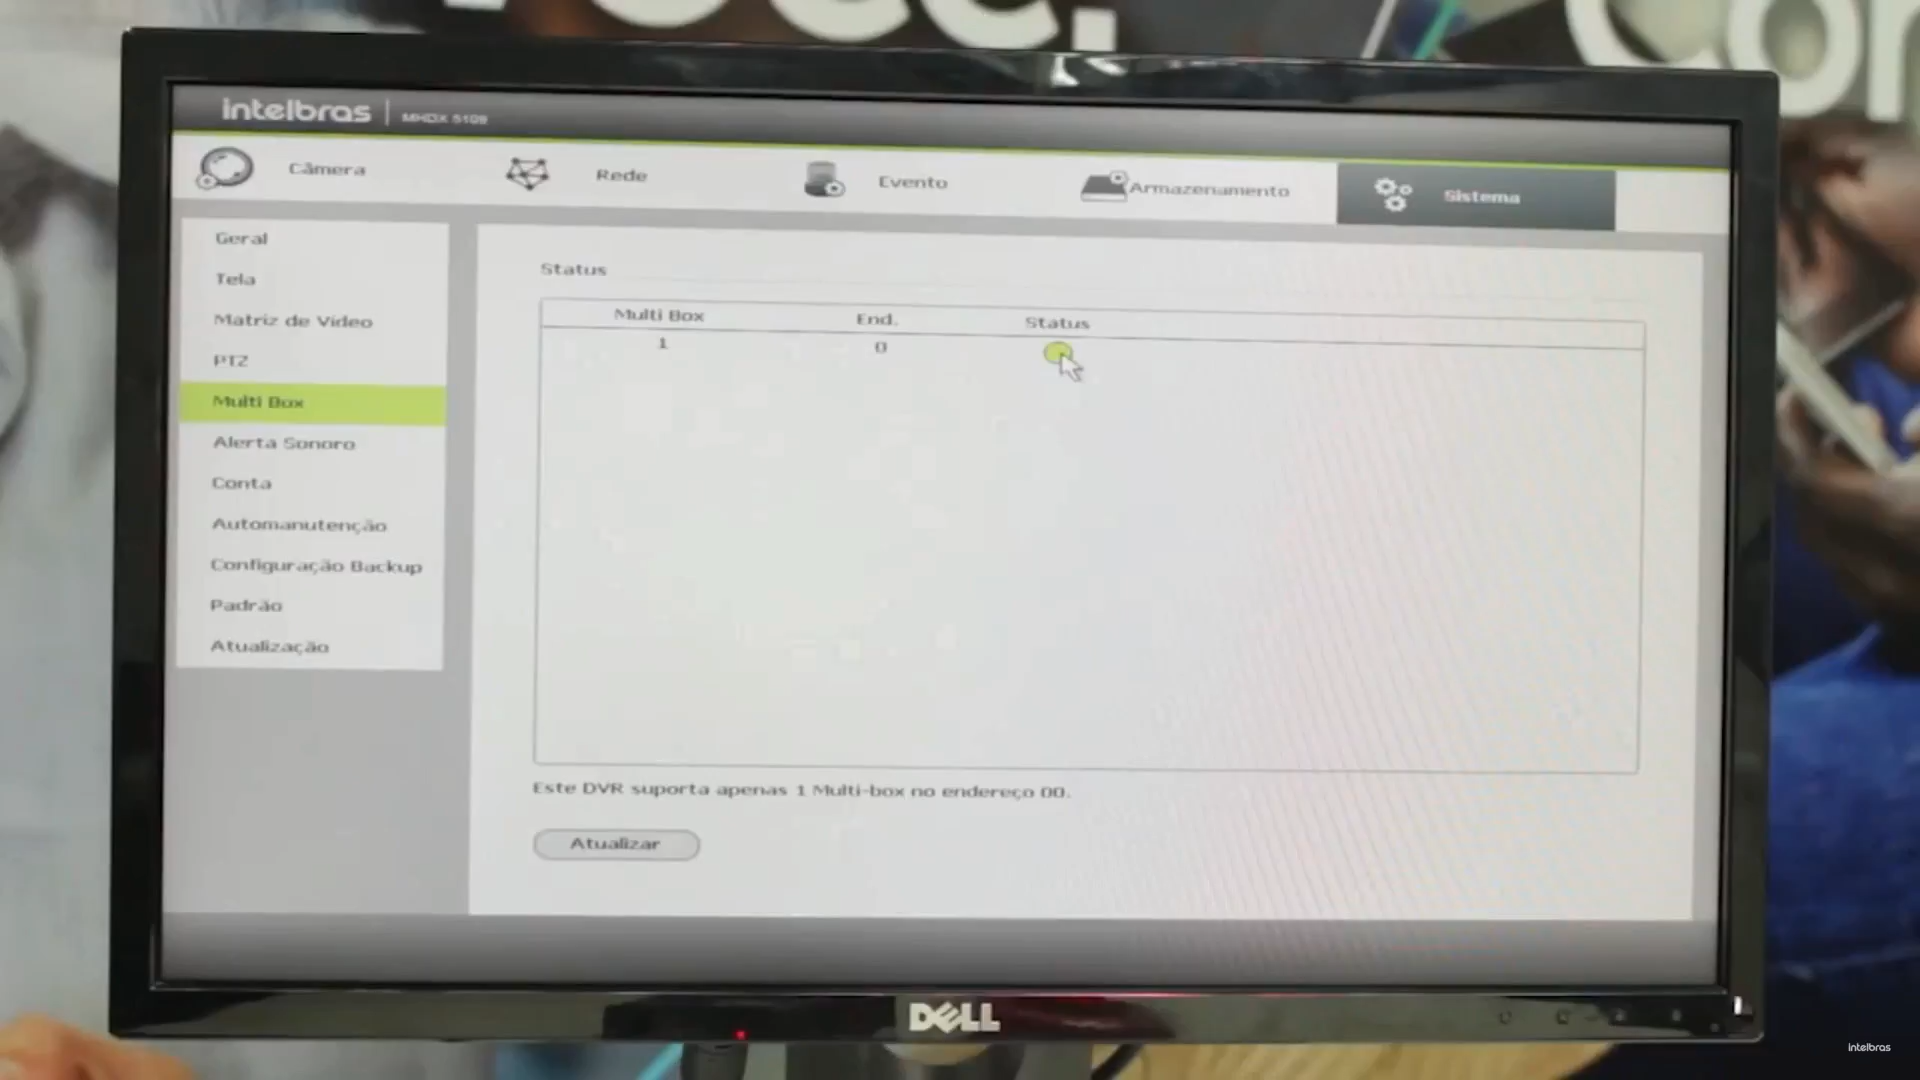 intelbras
MHDX 5108
Câmera
Rede
Evento
Armazenamento
Sistema
Geral
Tela
Matriz de Vídeo
PTZ
Multi Box
Alerta Sonoro
Conta
Automanutenção
Configuração Backup
Padrão
Atualização
Status
Multi Box End. Status
1 0
Este DVR suporta apenas 1 Multi-box no endereço 00.
Atualizar
DELL
intelbras